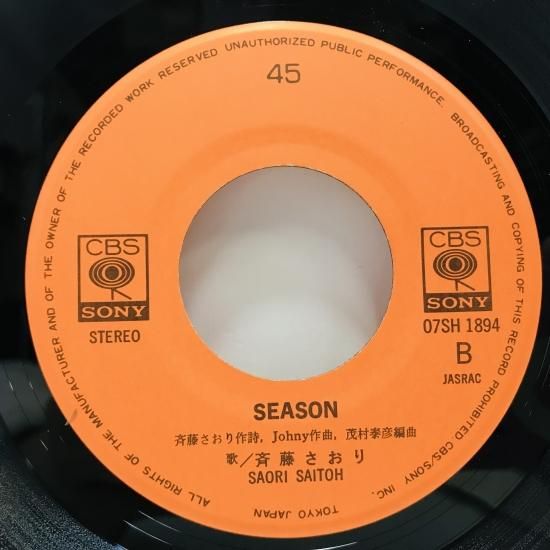 ALL RIGHTS OF THE MANUFACTURER AND OF THE OWNER OF THE RECORDED WORK RESERVED UNAUTHORIZED PUBLIC PERFORMANCE. BROADCASTING AND COPYING OF THIS RECORD PROHIBITED CBS/SONY INC. TOKYO JAPAN
45
CBS
SONY
STEREO
CBS
SONY
07SH 1894
B
JASRAC
SEASON
斉藤さおり作詩, Johny作曲, 茂村泰彦編曲
歌/斉藤さおり
SAORI SAITOH